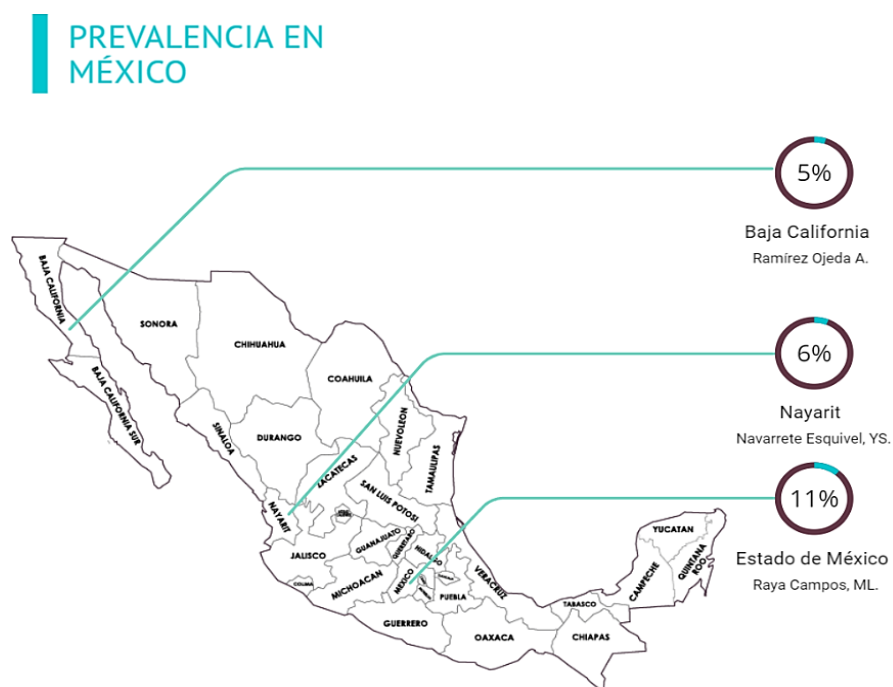 PREVALENCIA EN
MÉXICO
5%
Baja California
Ramírez Ojeda A.
6%
Nayarit
Navarrete Esquivel, YS.
11%
Estado de México
Raya Campos, ML.
BAJA CALIFORNIA
SONORA
CHIHUAHUA
COAHUILA
BAJA CALIFORNIA SUR
SINALOA
DURANGO
NUEVOLEON
TAMAULIPAS
ZACATECAS
SAN LUIS POTOSI
NAYARIT
JALISCO
GUANAJUATO
QUERETARO
HIDALGO
COLIMA
MICHOACAN
MEXICO
PUEBLA
VERACRUZ
GUERRERO
OAXACA
TABASCO
CHIAPAS
CAMPECHE
YUCATAN
QUINTANA
ROO